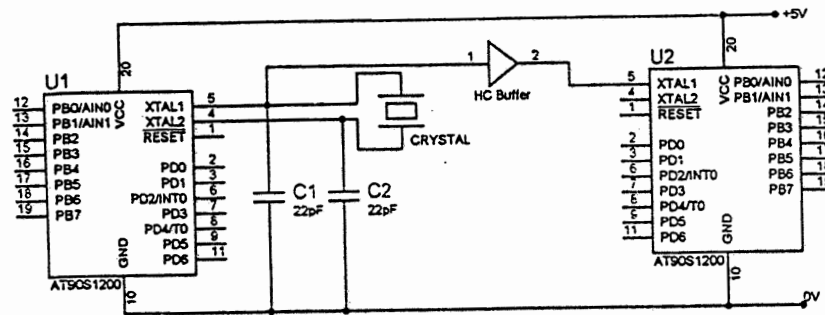 +5V
U1
20
VCC
12 PB0/AIN0
13 PB1/AIN1
14 PB2
15 PB3
16 PB4
17 PB5
18 PB6
19 PB7
XTAL1 5
XTAL2 4
RESET 1
PD0 2
PD1 3
PD2/INT0 6
PD3 7
PD4/T0 8
PD5 9
PD6 11
GND
10
AT90S1200
CRYSTAL
C1
22pF
C2
22pF
1 2
HC Buffer
U2
20
VCC
5 XTAL1
4 XTAL2
1 RESET
2 PD0
3 PD1
6 PD2/INT0
7 PD3
8 PD4/T0
9 PD5
11 PD6
PB0/AIN0 12
PB1/AIN1 13
PB2
PB3
PB4
PB5
PB6
PB7
GND
10
AT90S1200
0V